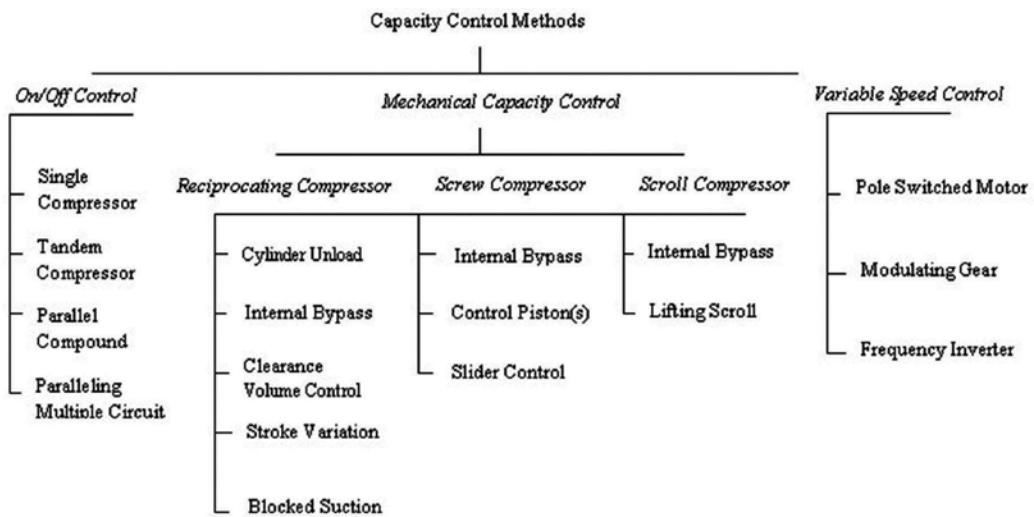 Capacity Control Methods
On/Off Control
Single
Compressor
Tandem
Compressor
Parallel
Compound
Paralleling
Multiple Circuit
Mechanical Capacity Control
Reciprocating Compressor
Cylinder Unload
Internal Bypass
Clearance
Volume Control
Stroke Variation
Blocked Suction
Screw Compressor
Internal Bypass
Control Piston(s)
Slider Control
Scroll Compressor
Internal Bypass
Lifting Scroll
Variable Speed Control
Pole Switched Motor
Modulating Gear
Frequency Inverter